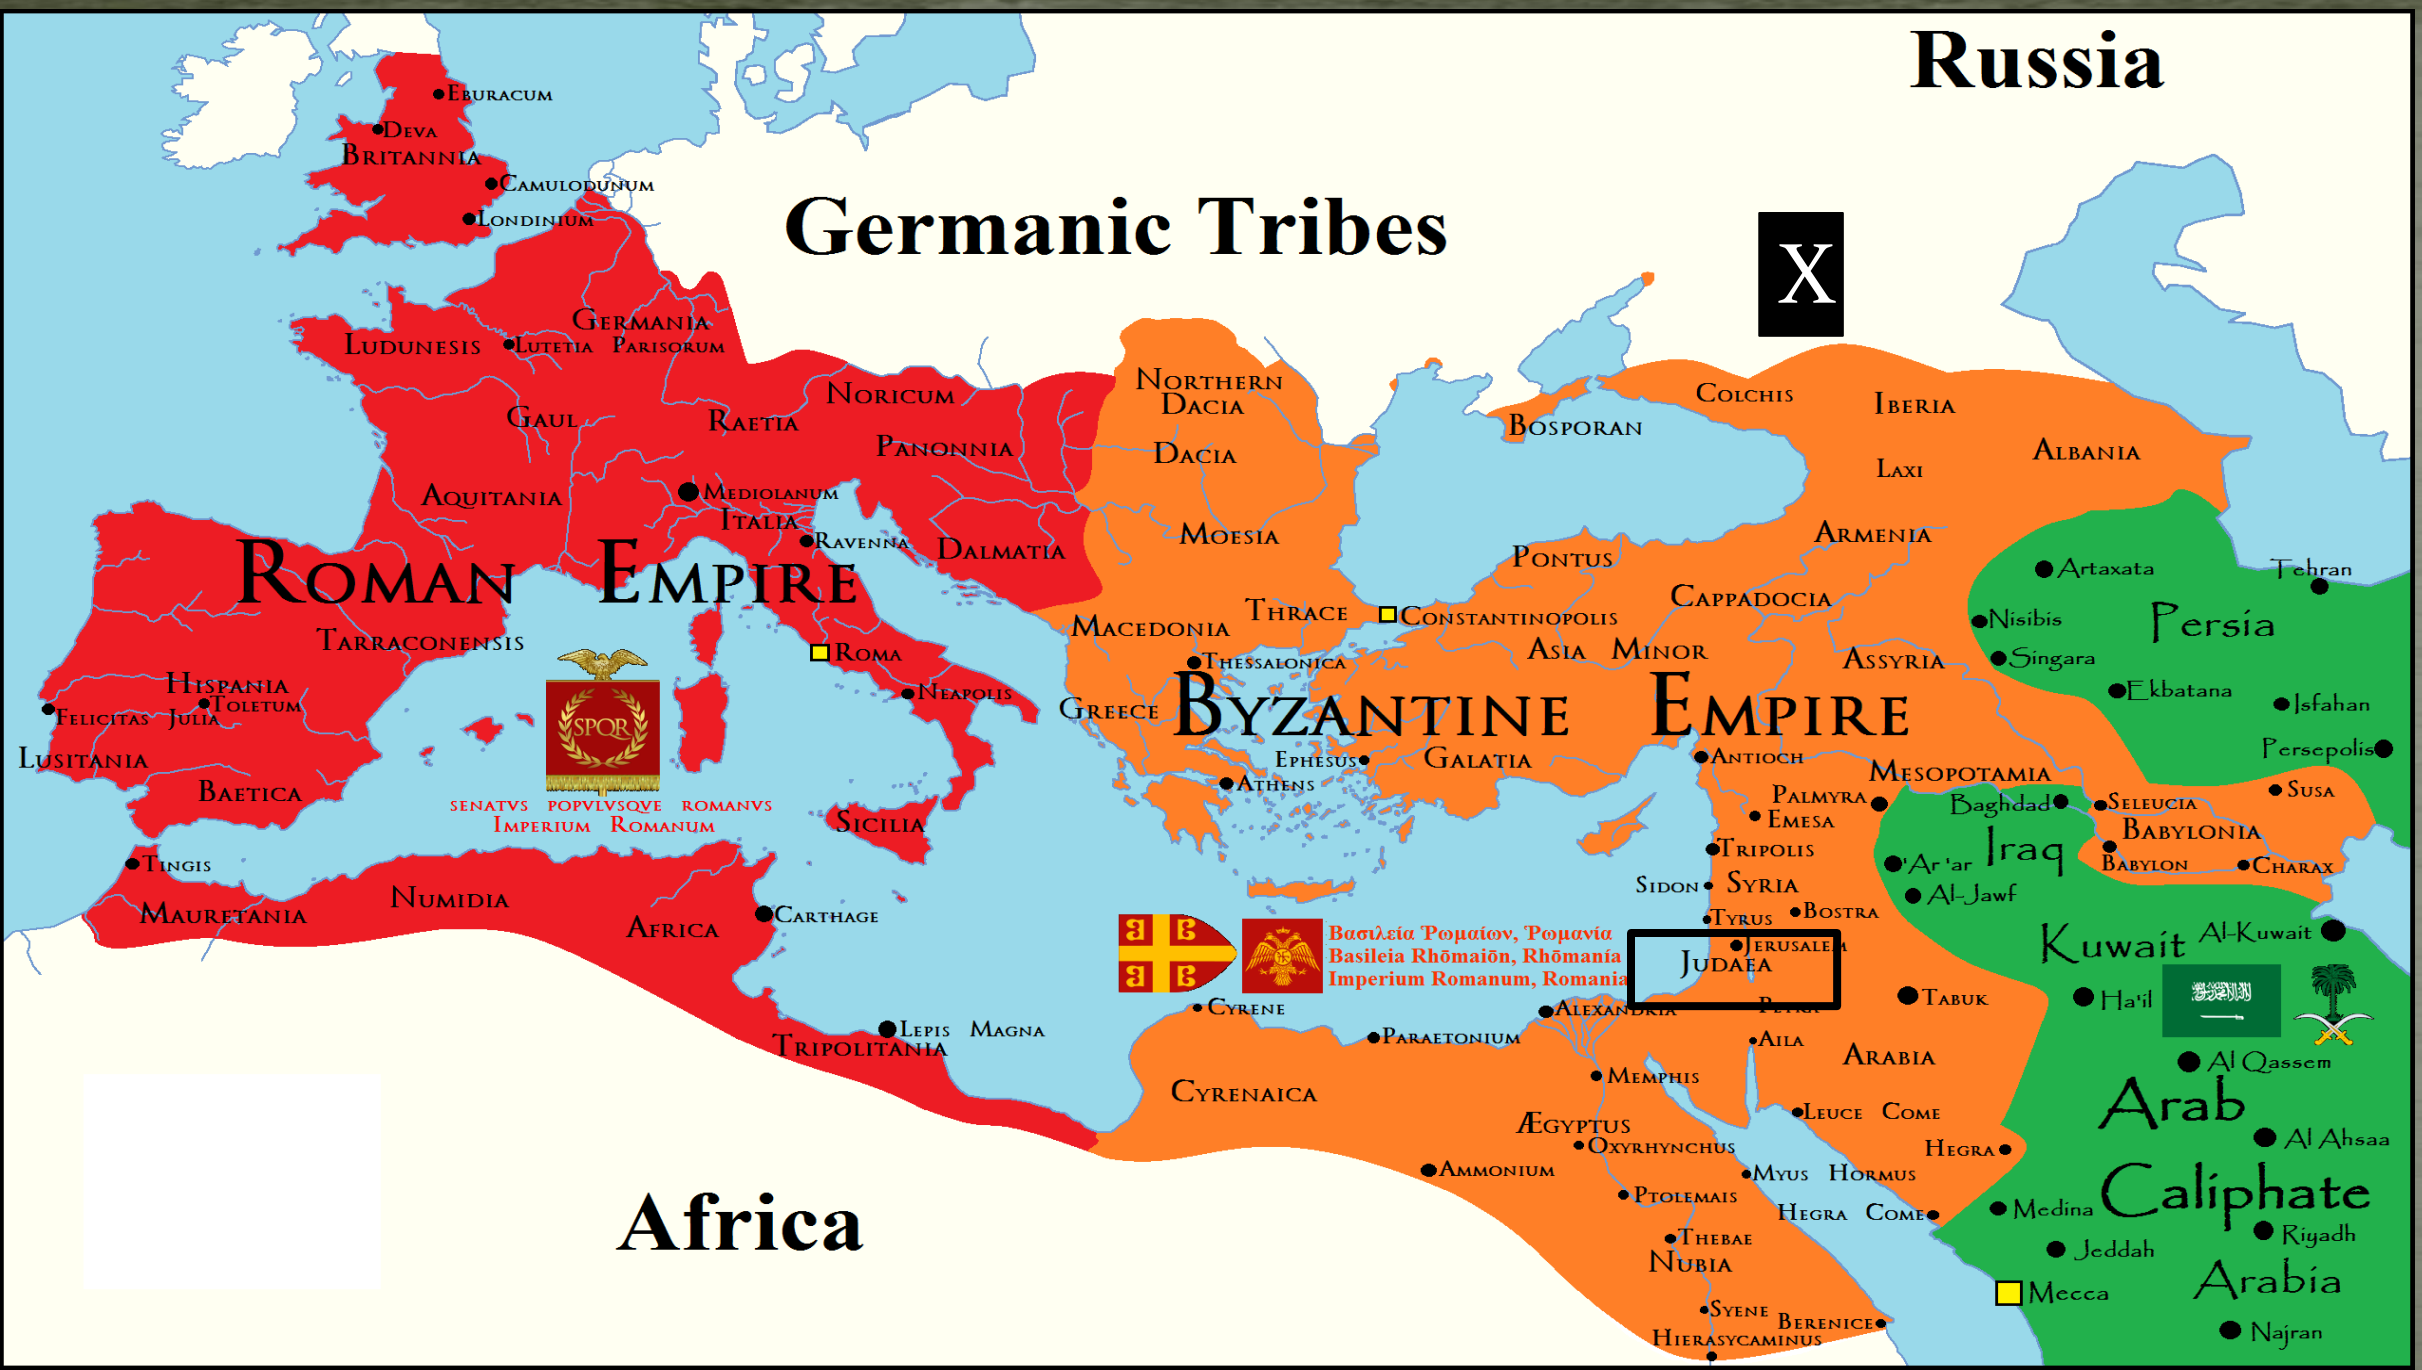 Russia
EBURACUM
DEVA
BRITANNIA
CAMULODUNUM
LONDINIUM
Germanic Tribes
X
GERMANIA
LUDUNESIS
LUTETIA PARISORUM
NORICUM
GAUL
RAETIA
PANONNIA
AQUITANIA
MEDIOLANUM
ITALIA
RAVENNA
DALMATIA
NORTHERN
DACIA
DACIA
MOESIA
BOSPORAN
COLCHIS
IBERIA
LAXI
ALBANIA
ARMENIA
PONTUS
CAPPADOCIA
ROMAN EMPIRE
TARRACONENSIS
ROMA
NEAPOLIS
HISPANIA
TOLETUM
FELICITAS JULIA
LUSITANIA
BAETICA
SPQR
SENATVS POPVLVSQVE ROMANVS
IMPERIUM ROMANUM
SICILIA
TINGIS
MAURETANIA
NUMIDIA
AFRICA
CARTHAGE
LEPIS MAGNA
TRIPOLITANIA
THRACE
CONSTANTINOPOLIS
MACEDONIA
THESSALONICA
ASIA MINOR
ASSYRIA
GREECE
BYZANTINE EMPIRE
EPHESUS
GALATIA
ATHENS
ANTIOCH
MESOPOTAMIA
PALMYRA
EMESA
TRIPOLIS
SIDON
SYRIA
TYRUS
BOSTRA
JERUSALEM
JUDAEA
Βασιλεία Ῥωμαίων, Ῥωμανία
Basileia Rhōmaiōn, Rhōmanía
Imperium Romanum, Romania
CYRENE
ALEXANDRIA
PETRA
PARAETONIUM
AILA
TABUK
ARABIA
MEMPHIS
CYRENAICA
LEUCE COME
ÆGYPTUS
OXYRHYNCHUS
HEGRA
AMMONIUM
MYUS HORMUS
PTOLEMAIS
HEGRA COME
THEBAE
NUBIA
SYENE
BERENICE
HIERASYCAMINUS
Africa
Artaxata
Tehran
Nisibis
Persia
Singara
Ekbatana
Isfahan
Persepolis
SUSA
Baghdad
SELEUCIA
BABYLONIA
Iraq
BABYLON
CHARAX
'Ar 'ar
Al-Jawf
Kuwait
Al-Kuwait
Ha'il
Al Qassem
Arab
Al Ahsaa
Caliphate
Medina
Riyadh
Jeddah
Arabia
Mecca
Najran